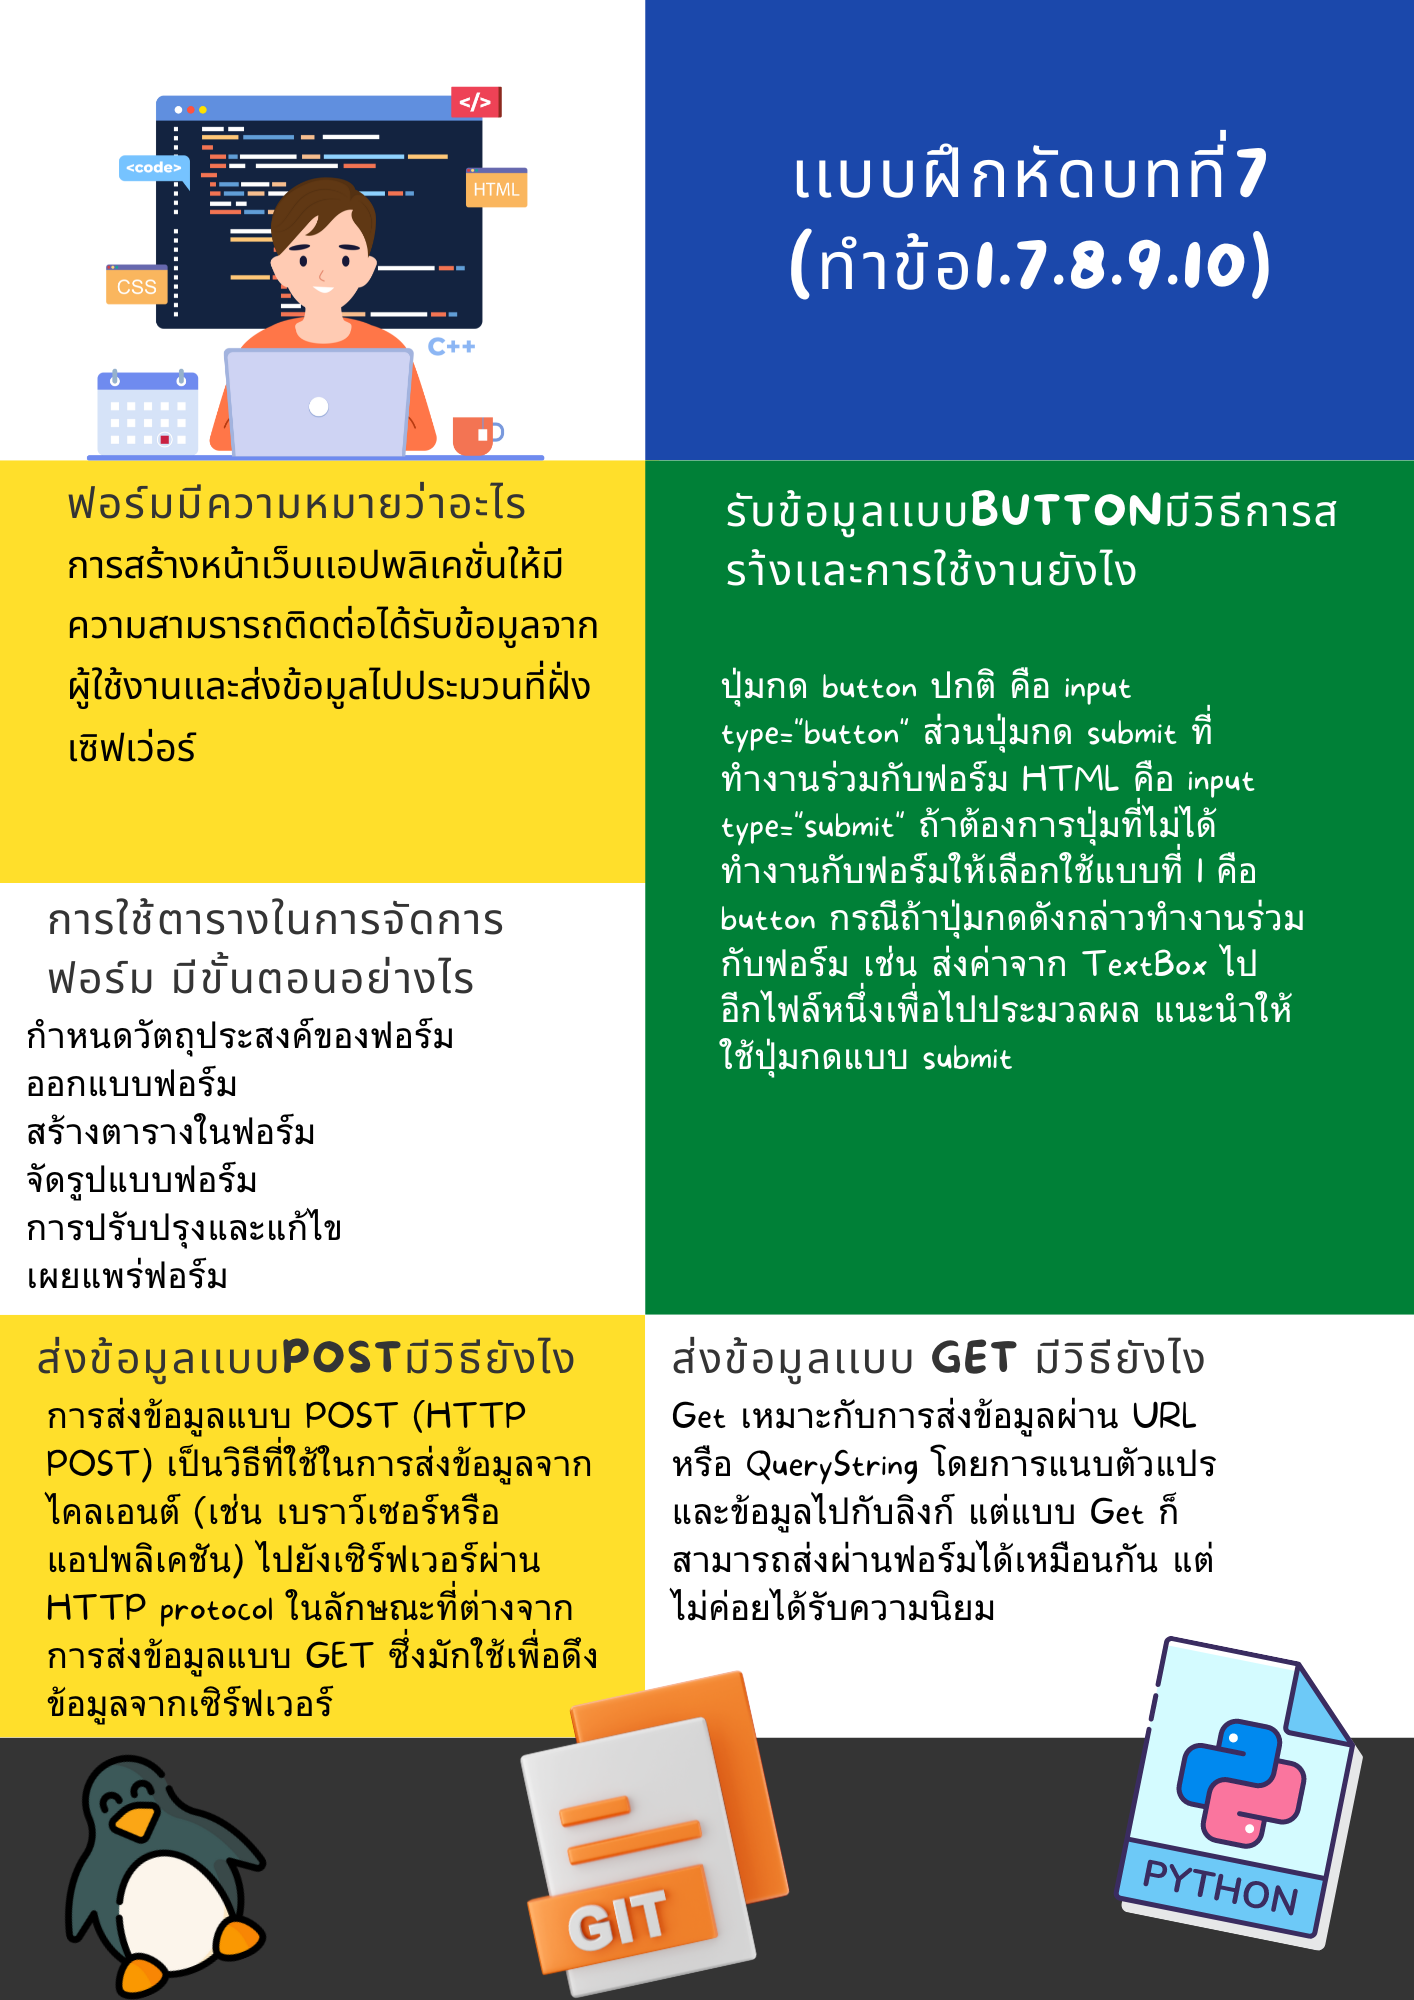 </>
<code>
HTML
CSS
C++
แบบฝึกหัดบทที่7
(ทำข้อ1.7.8.9.10)
ฟอร์มมีความหมายว่าอะไร
การสร้างหน้าเว็บแอปพลิเคชั่นให้มี
ความสามรารถติดต่อได้รับข้อมูลจาก
ผู้ใช้งานและส่งข้อมูลไปประมวนที่ฝั่ง
เซิฟเว่อร์
รับข้อมูลแบบBUTTONมีวิธีการส
ร้างและการใช้งานยังไง
ปุ่มกด button ปกติ คือ input
type="button" ส่วนปุ่มกด submit ที่
ทำงานร่วมกับฟอร์ม HTML คือ input
type="submit" ถ้าต้องการปุ่มที่ไม่ได้
ทำงานกับฟอร์มให้เลือกใช้แบบที่ 1 คือ
button กรณีถ้าปุ่มกดดังกล่าวทำงานร่วม
กับฟอร์ม เช่น ส่งค่าจาก TextBox ไป
อีกไฟล์หนึ่งเพื่อไปประมวลผล แนะนำให้
ใช้ปุ่มกดแบบ submit
การใช้ตารางในการจัดการ
ฟอร์ม มีขั้นตอนอย่างไร
กำหนดวัตถุประสงค์ของฟอร์ม
ออกแบบฟอร์ม
สร้างตารางในฟอร์ม
จัดรูปแบบฟอร์ม
การปรับปรุงและแก้ไข
เผยแพร่ฟอร์ม
ส่งข้อมูลแบบPOSTมีวิธียังไง
การส่งข้อมูลแบบ POST (HTTP
POST) เป็นวิธีที่ใช้ในการส่งข้อมูลจาก
ไคลเอนต์ (เช่น เบราว์เซอร์หรือ
แอปพลิเคชัน) ไปยังเซิร์ฟเวอร์ผ่าน
HTTP protocol ในลักษณะที่ต่างจาก
การส่งข้อมูลแบบ GET ซึ่งมักใช้เพื่อดึง
ข้อมูลจากเซิร์ฟเวอร์
ส่งข้อมูลแบบ GET มีวิธียังไง
Get เหมาะกับการส่งข้อมูลผ่าน URL
หรือ QueryString โดยการแนบตัวแปร
และข้อมูลไปกับลิงก์ แต่แบบ Get ก็
สามารถส่งผ่านฟอร์มได้เหมือนกัน แต่
ไม่ค่อยได้รับความนิยม
GIT
PYTHON